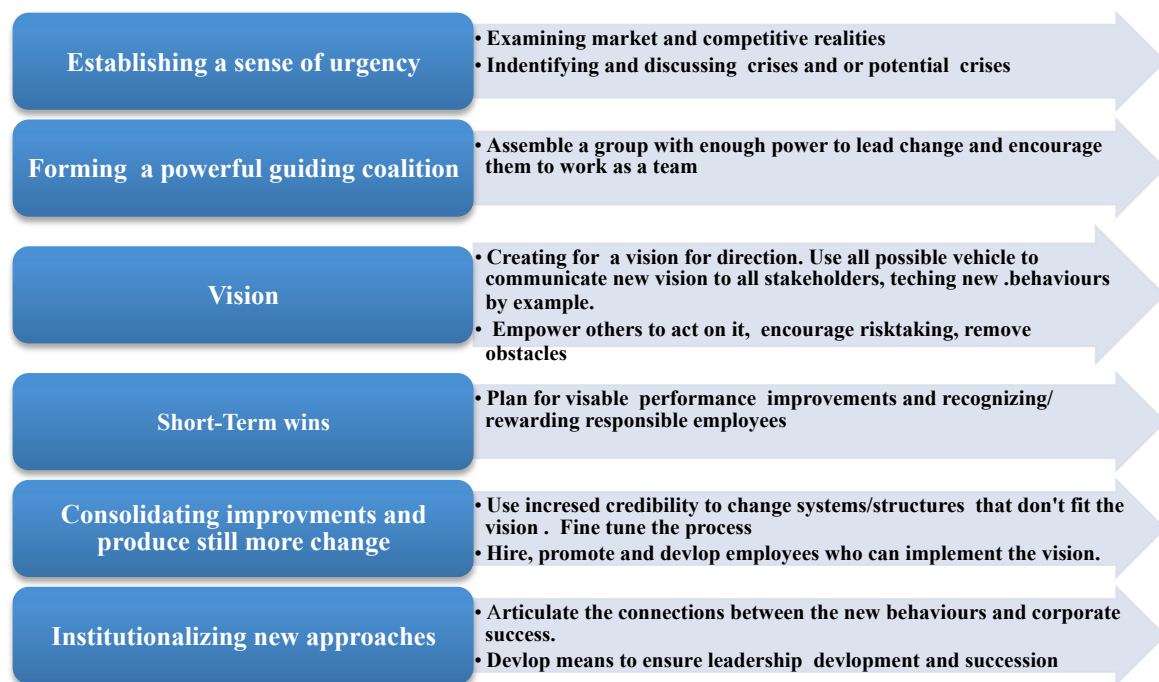 Establishing a sense of urgency
• Examining market and competitive realities
• Indentifying and discussing crises and or potential crises
Forming a powerful guiding coalition
• Assemble a group with enough power to lead change and encourage
them to work as a team
Vision
• Creating for a vision for direction. Use all possible vehicle to
communicate new vision to all stakeholders, teching new .behaviours
by example.
• Empower others to act on it, encourage risktaking, remove
obstacles
Short-Term wins
• Plan for visable performance improvements and recognizing/
rewarding responsible employees
Consolidating improvments and
produce still more change
• Use incresed credibility to change systems/structures that don't fit the
vision . Fine tune the process
• Hire, promote and devlop employees who can implement the vision.
Institutionalizing new approaches
• Articulate the connections between the new behaviours and corporate
success.
• Devlop means to ensure leadership devlopment and succession